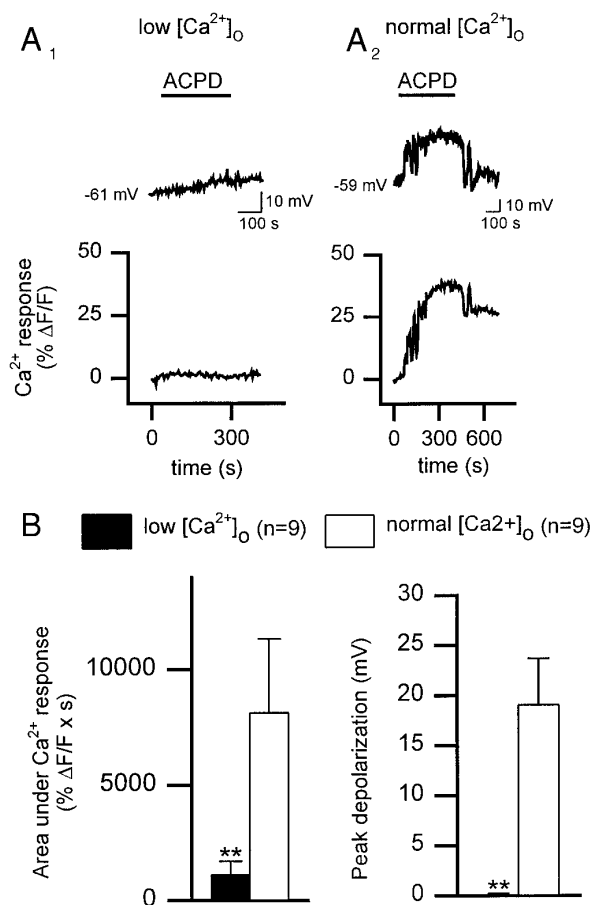 A1 low [Ca2+]o
A2 normal [Ca2+]o
ACPD
ACPD
-61 mV
10 mV
100 s
-59 mV
10 mV
100 s
Ca2+ response
(% ΔF/F)
50
25
0
0 300
time (s)
50
25
0
0 300 600
time (s)
B
low [Ca2+]o (n=9)
normal [Ca2+]o (n=9)
Area under Ca2+ response
(% ΔF/F x s)
10000
5000
0
**
Peak depolarization (mV)
30
25
20
15
10
5
0
**